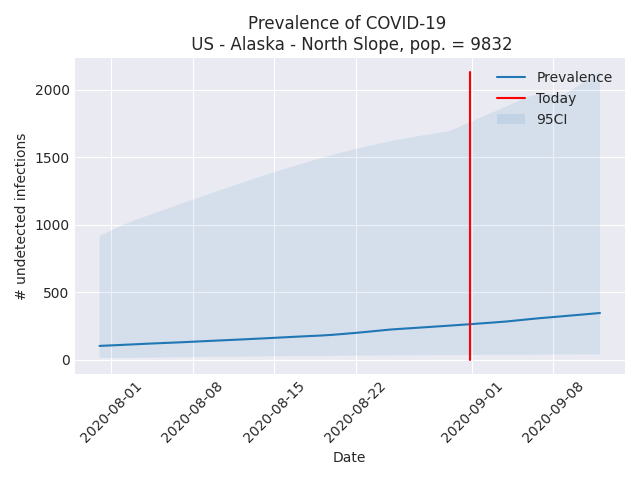 Prevalence of COVID-19
US - Alaska - North Slope, pop. = 9832
Prevalence
Today
95CI
# undetected infections
2000
1500
1000
500
0
2020-08-01
2020-08-08
2020-08-15
2020-08-22
2020-09-01
2020-09-08
Date